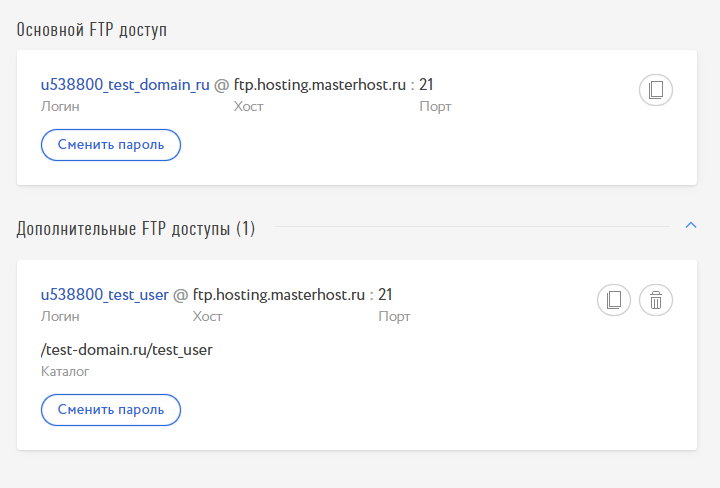 Основной FTP доступ
u538800_test_domain_ru @ ftp.hosting.masterhost.ru : 21
Логин Хост Порт
Сменить пароль
Дополнительные FTP доступы (1)
u538800_test_user @ ftp.hosting.masterhost.ru : 21
Логин Хост Порт
/test-domain.ru/test_user
Каталог
Сменить пароль